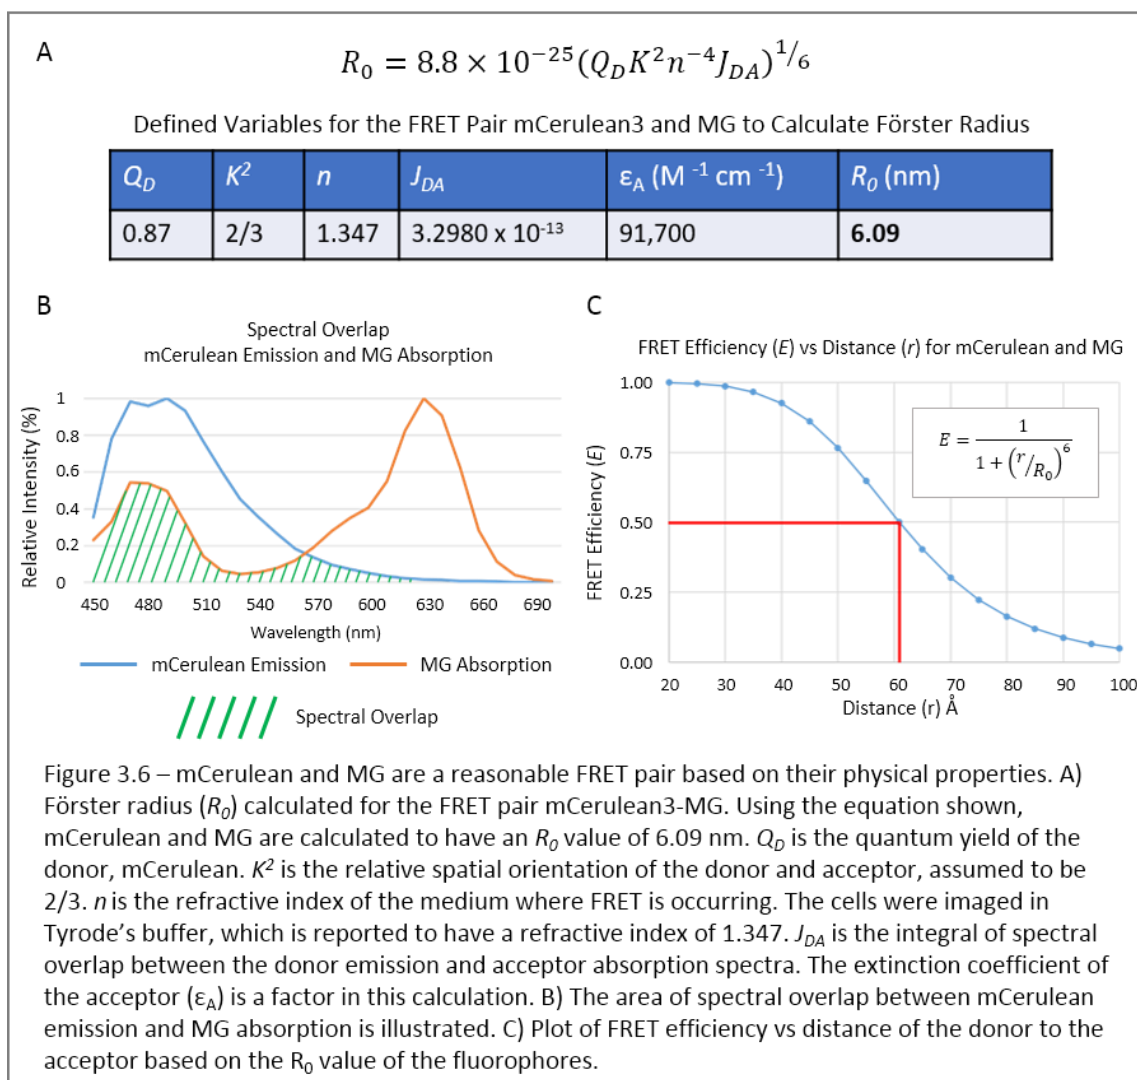 A
R₀ = 8.8 × 10⁻²⁵(Q_D K² n⁻⁴ J_DA)^1/6
Defined Variables for the FRET Pair mCerulean3 and MG to Calculate Förster Radius
Q_D K² n J_DA ε_A (M ⁻¹ cm ⁻¹) R₀ (nm)
0.87 2/3 1.347 3.2980 x 10⁻¹³ 91,700 6.09
B
Spectral Overlap
mCerulean Emission and MG Absorption
Relative Intensity (%)
1
0.8
0.6
0.4
0.2
0
450 480 510 540 570 600 630 660 690
Wavelength (nm)
mCerulean Emission MG Absorption
Spectral Overlap
C
FRET Efficiency (E) vs Distance (r) for mCerulean and MG
FRET Efficiency (E)
1.00
0.75
0.50
0.25
0.00
E = 1 / (1 + (r/R₀)⁶)
20 30 40 50 60 70 80 90 100
Distance (r) Å
Figure 3.6 – mCerulean and MG are a reasonable FRET pair based on their physical properties. A)
Förster radius (R₀) calculated for the FRET pair mCerulean3-MG. Using the equation shown,
mCerulean and MG are calculated to have an R₀ value of 6.09 nm. Q_D is the quantum yield of the
donor, mCerulean. K² is the relative spatial orientation of the donor and acceptor, assumed to be
2/3. n is the refractive index of the medium where FRET is occurring. The cells were imaged in
Tyrode's buffer, which is reported to have a refractive index of 1.347. J_DA is the integral of spectral
overlap between the donor emission and acceptor absorption spectra. The extinction coefficient of
the acceptor (ε_A) is a factor in this calculation. B) The area of spectral overlap between mCerulean
emission and MG absorption is illustrated. C) Plot of FRET efficiency vs distance of the donor to the
acceptor based on the R₀ value of the fluorophores.